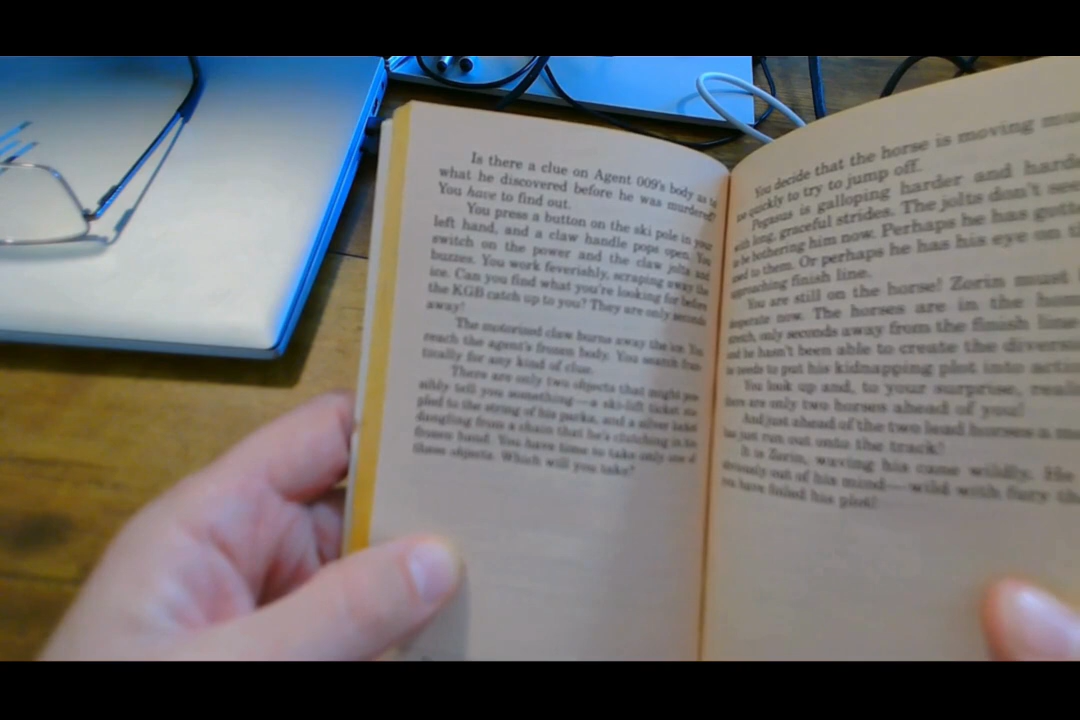 Is there a clue on Agent 009's body as to
what he discovered before he was murdered?
You have to find out.
You press a button on the ski pole in your
left hand, and a claw handle pops open. You
switch on the power and the claw jolts and
buzzes. You work feverishly, scraping away the
ice. Can you find what you're looking for before
the KGB catch up to you? They are only seconds
away!
The motorized claw burns away the ice. You
reach the agent's frozen body. You search fran-
tically for any kind of clue.
There are only two objects that might pos-
sibly tell you something—a ski-lift ticket sta-
pled to the string of his parka, and a silver locket
dangling from a chain that he's clutching in his
frozen hand. You have time to take only one of
these objects. Which will you take?
You decide that the horse is moving
too quickly to try to jump off.
Pegasus is galloping harder and
with long, graceful strides. The jolts don't
to be bothering him now. Perhaps he has
used to them. Or perhaps he has his eye on
approaching finish line.
You are still on the horse! Zorin must
desperate now. The horses are in the
stretch, only seconds away from the finish
and he hasn't been able to create the
he needs to put his kidnapping plot into
You look up and, to your surprise,
there are only two horses ahead of you!
And just ahead of the two lead horses a
has just run out onto the track!
It is Zorin, waving his cane wildly. He
obviously out of his mind—wild with fury
you have foiled his plot!